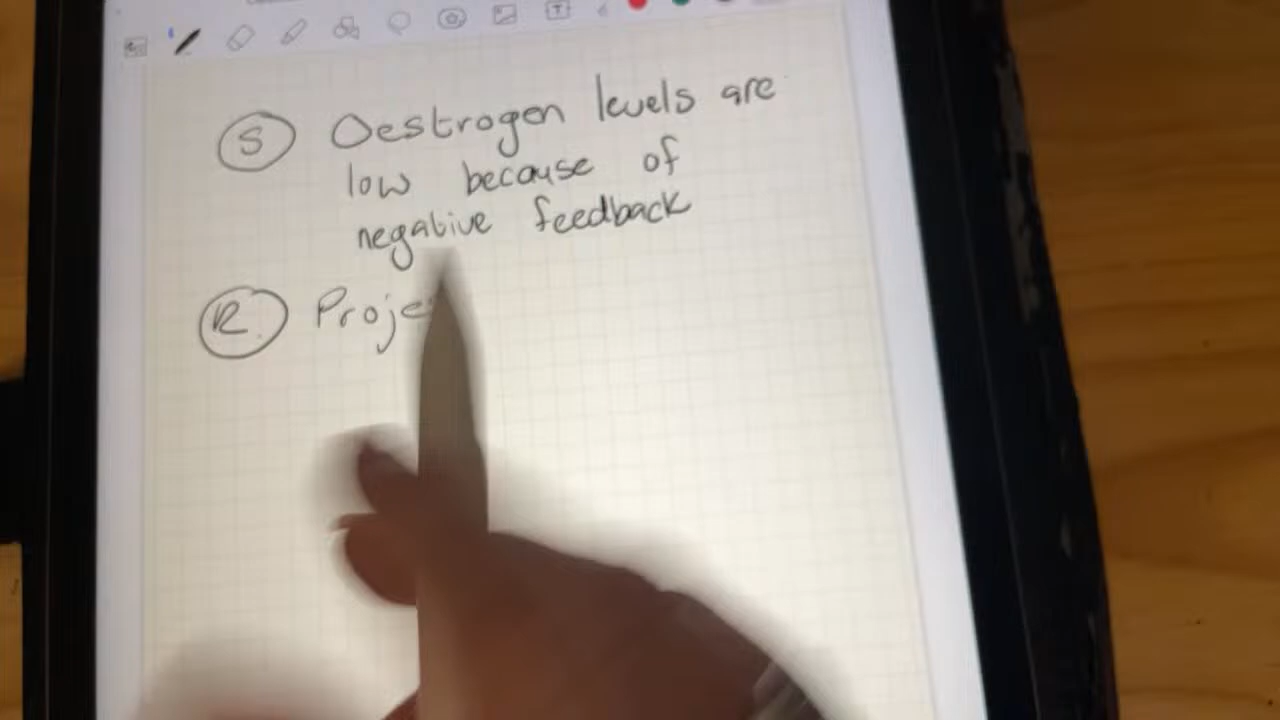 S Oestrogen levels are
low because of
negative feedback
R. Proje